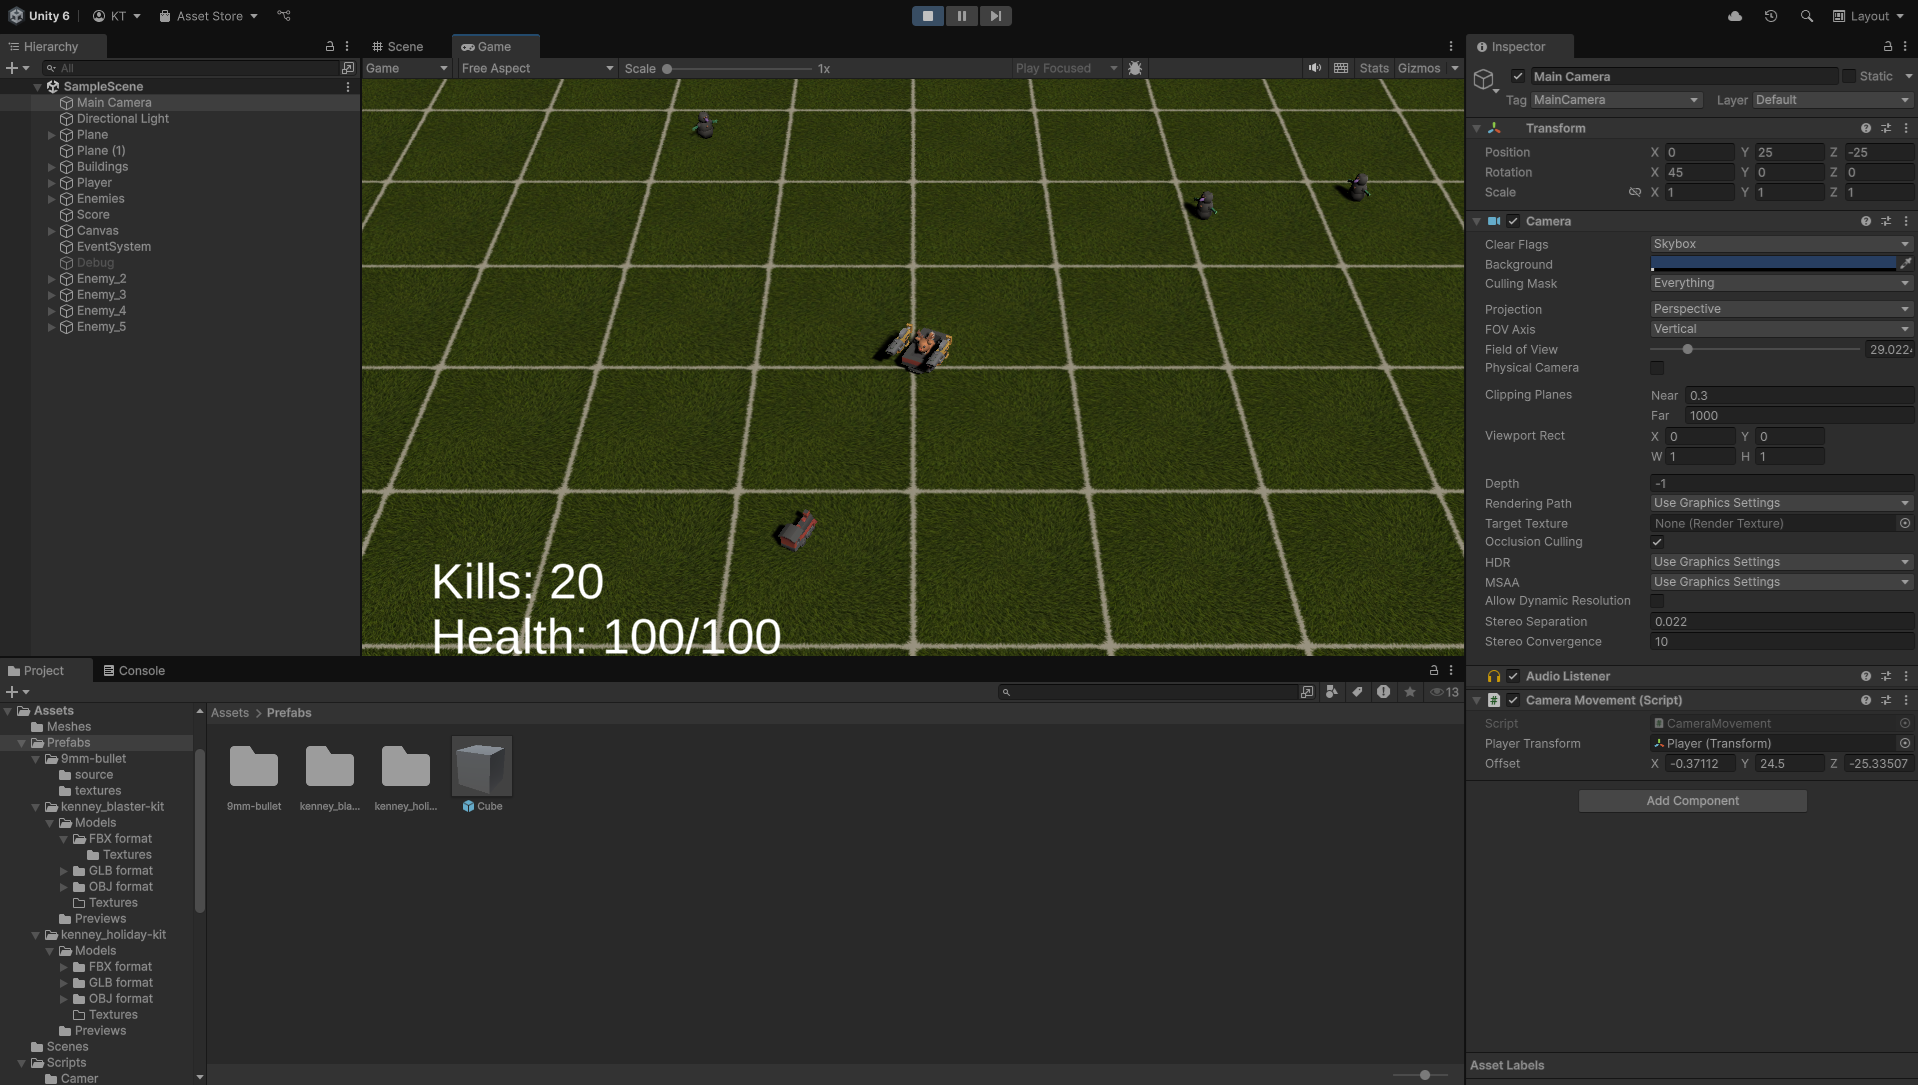 Unity 6 KT Asset Store Layout
Hierarchy
All
SampleScene
Main Camera
Directional Light
Plane
Plane (1)
Buildings
Player
Enemies
Score
Canvas
EventSystem
Debug
Enemy_2
Enemy_3
Enemy_4
Enemy_5
Scene Game
Game Free Aspect Scale 1x Play Focused Stats Gizmos
Kills: 20
Health: 100/100
Inspector
Main Camera Static
Tag MainCamera Layer Default
Transform
Position X 0 Y 25 Z -25
Rotation X 45 Y 0 Z 0
Scale X 1 Y 1 Z 1
Camera
Clear Flags Skybox
Background
Culling Mask Everything
Projection Perspective
FOV Axis Vertical
Field of View 29.022
Physical Camera
Clipping Planes Near 0.3
Far 1000
Viewport Rect X 0 Y 0
W 1 H 1
Depth -1
Rendering Path Use Graphics Settings
Target Texture None (Render Texture)
Occlusion Culling
HDR Use Graphics Settings
MSAA Use Graphics Settings
Allow Dynamic Resolution
Stereo Separation 0.022
Stereo Convergence 10
Audio Listener
Camera Movement (Script)
Script CameraMovement
Player Transform Player (Transform)
Offset X -0.37112 Y 24.5 Z -25.33507
Add Component
Asset Labels
Project Console
13
Assets
Meshes
Prefabs
9mm-bullet
source
textures
kenney_blaster-kit
Models
FBX format
Textures
GLB format
OBJ format
Textures
Previews
kenney_holiday-kit
Models
FBX format
GLB format
OBJ format
Textures
Previews
Scenes
Scripts
Camer
Assets > Prefabs
9mm-bullet kenney_bla... kenney_holi... Cube